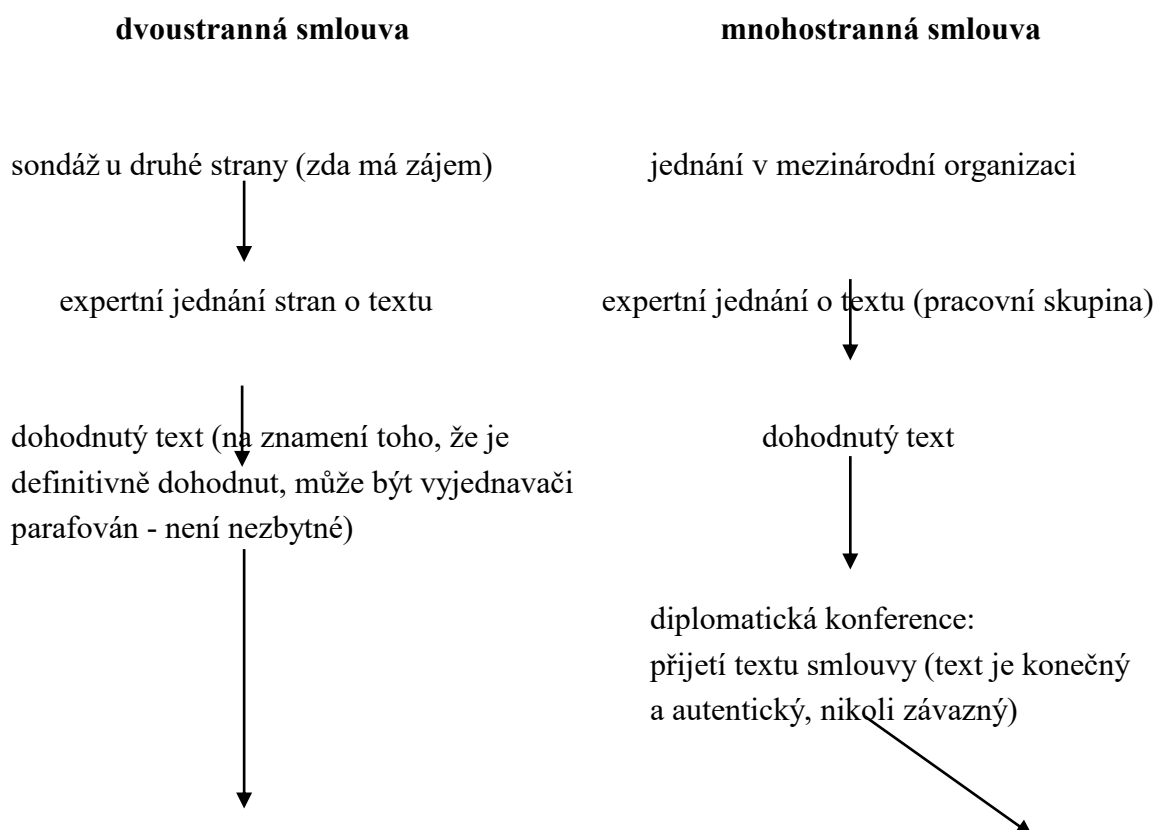 dvoustranná smlouva
mnohostranná smlouva
sondáž u druhé strany (zda má zájem)
jednání v mezinárodní organizaci
expertní jednání stran o textu
expertní jednání o textu (pracovní skupina)
dohodnutý text (na znamení toho, že je
definitivně dohodnut, může být vyjednavači
parafován - není nezbytné)
dohodnutý text
diplomatická konference:
přijetí textu smlouvy (text je konečný
a autentický, nikoli závazný)